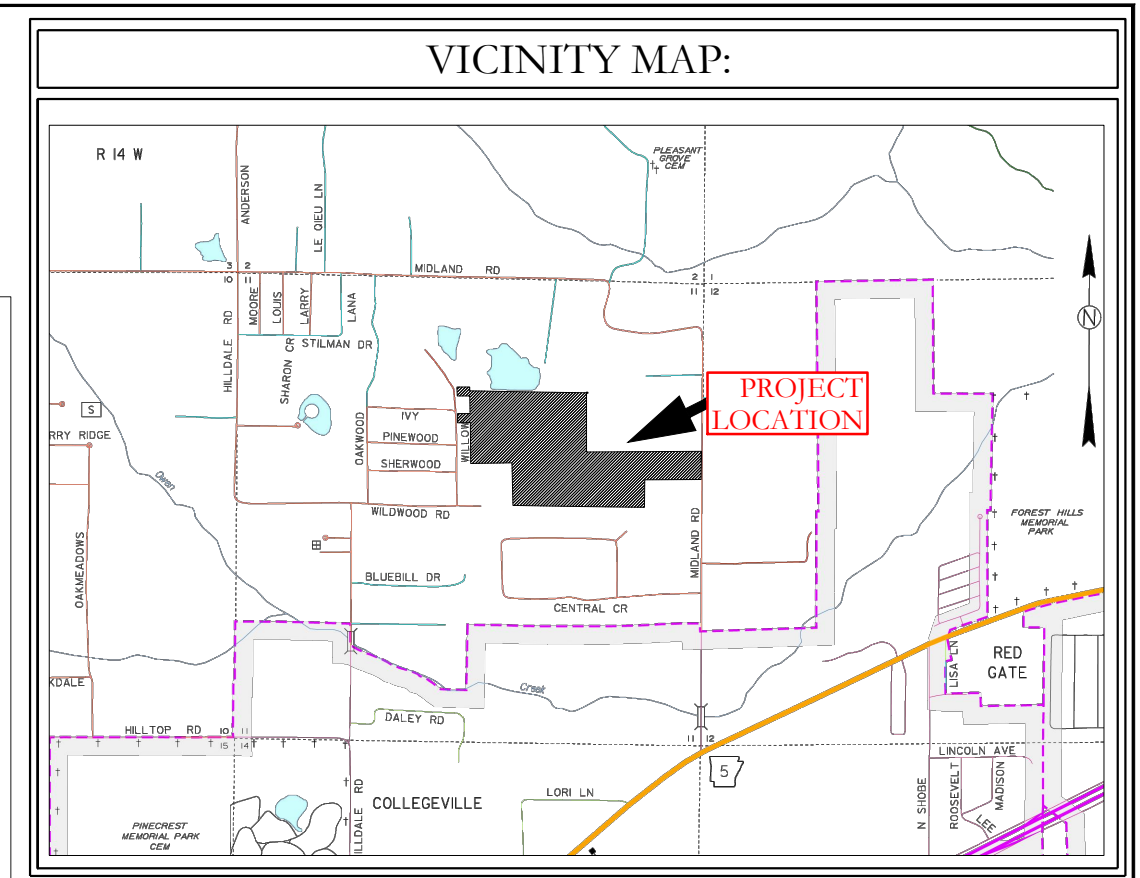 VICINITY MAP:
R 14 W
PLEASANT
GROVE
CEM
ANDERSON
LE QIEU LN
3 2
10 11
MIDLAND RD
2 1
11 12
MOORE
LOUIS
LARRY
LANA
HILLDALE RD
STILMAN DR
SHARON CR
N
PROJECT
LOCATION
S
RRY RIDGE
OAKWOOD
IVY
PINEWOOD
SHERWOOD
WILLOW
WILDWOOD RD
Owen
OAKMEADOWS
MIDLAND RD
FOREST HILLS
MEMORIAL
PARK
BLUEBILL DR
CENTRAL CR
LISA LN
RED
GATE
KDALE
Creek
DALEY RD
HILLTOP RD
10 11
15 14
11 12
5
LINCOLN AVE
COLLEGEVILLE
LORI LN
ILLDALE RD
N SHOBE
ROOSEVELT
MADISON
LEE
PINECREST
MEMORIAL PARK
CEM